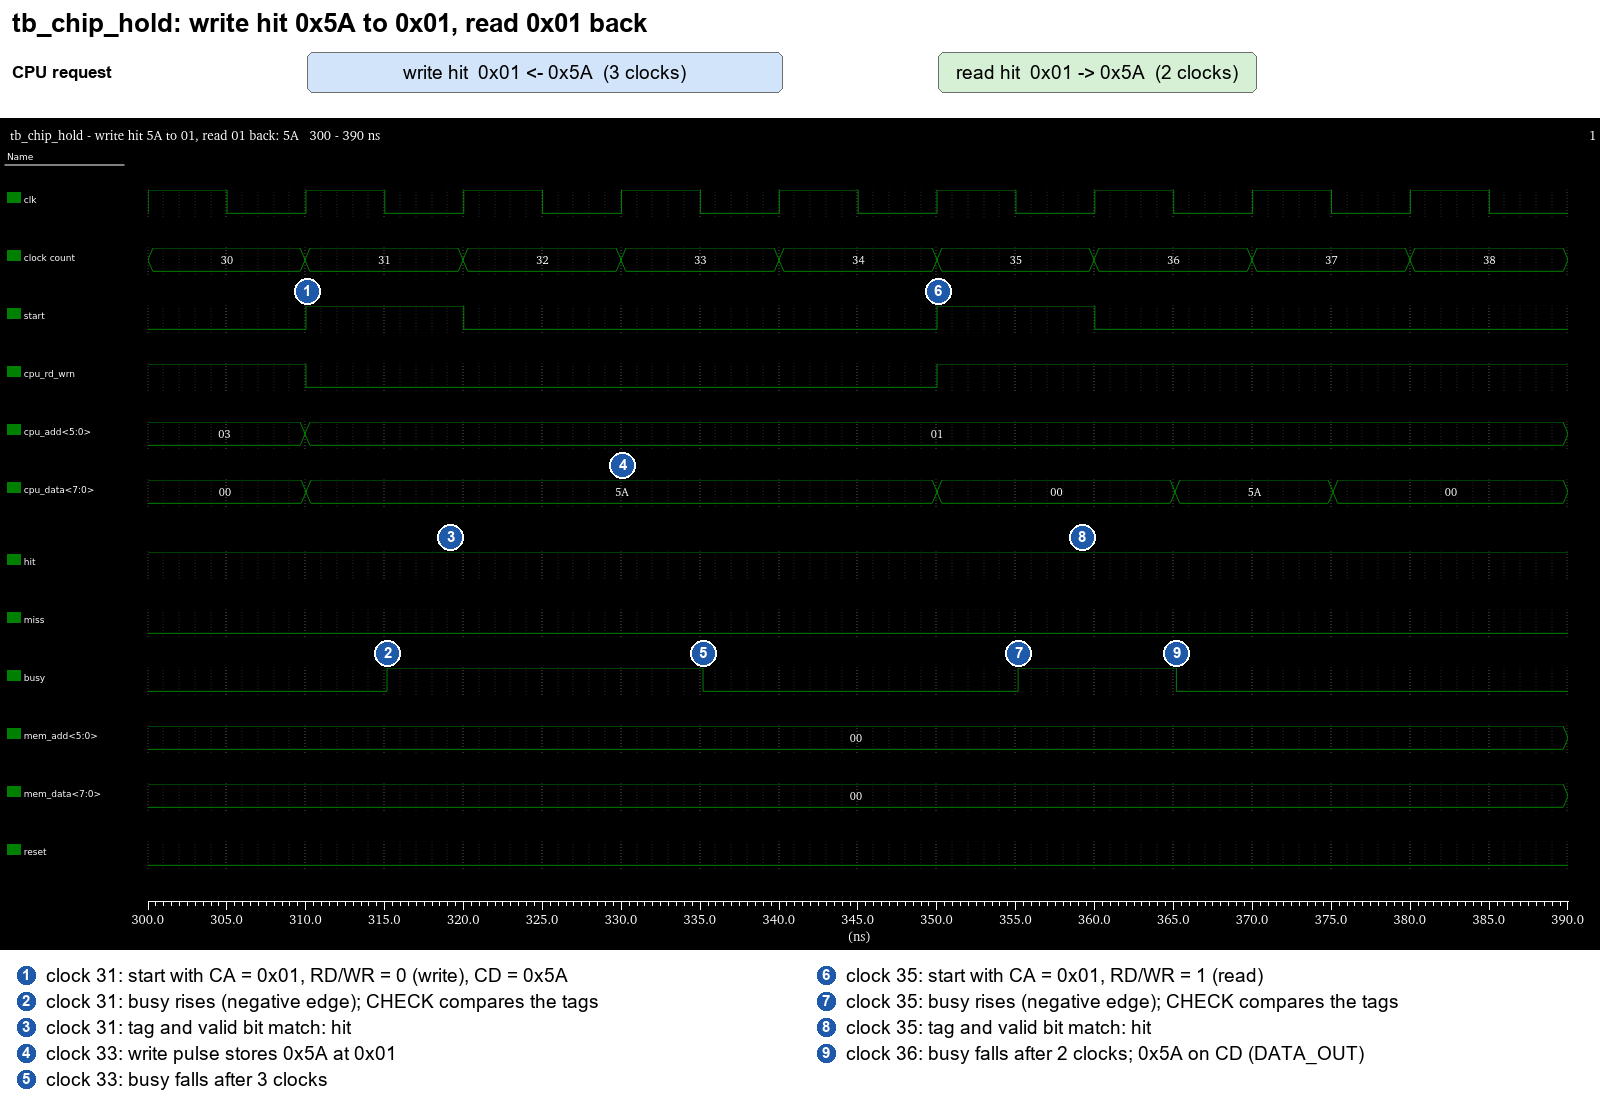 tb_chip_hold: write hit 0x5A to 0x01, read 0x01 back
CPU request
write hit  0x01 <- 0x5A  (3 clocks)
read hit  0x01 -> 0x5A  (2 clocks)
tb_chip_hold - write hit 5A to 01, read 01 back: 5A   300 - 390 ns
1
Name
clk
clock count
30 31 32 33 34 35 36 37 38
1 6
start
cpu_rd_wrn
cpu_add<5:0>
03 01
4
cpu_data<7:0>
00 5A 00 5A 00
3 8
hit
miss
2 5 7 9
busy
mem_add<5:0>
00
mem_data<7:0>
00
reset
300.0 305.0 310.0 315.0 320.0 325.0 330.0 335.0 340.0 345.0 350.0 355.0 360.0 365.0 370.0 375.0 380.0 385.0 390.0
(ns)
1 clock 31: start with CA = 0x01, RD/WR = 0 (write), CD = 0x5A
2 clock 31: busy rises (negative edge); CHECK compares the tags
3 clock 31: tag and valid bit match: hit
4 clock 33: write pulse stores 0x5A at 0x01
5 clock 33: busy falls after 3 clocks
6 clock 35: start with CA = 0x01, RD/WR = 1 (read)
7 clock 35: busy rises (negative edge); CHECK compares the tags
8 clock 35: tag and valid bit match: hit
9 clock 36: busy falls after 2 clocks; 0x5A on CD (DATA_OUT)